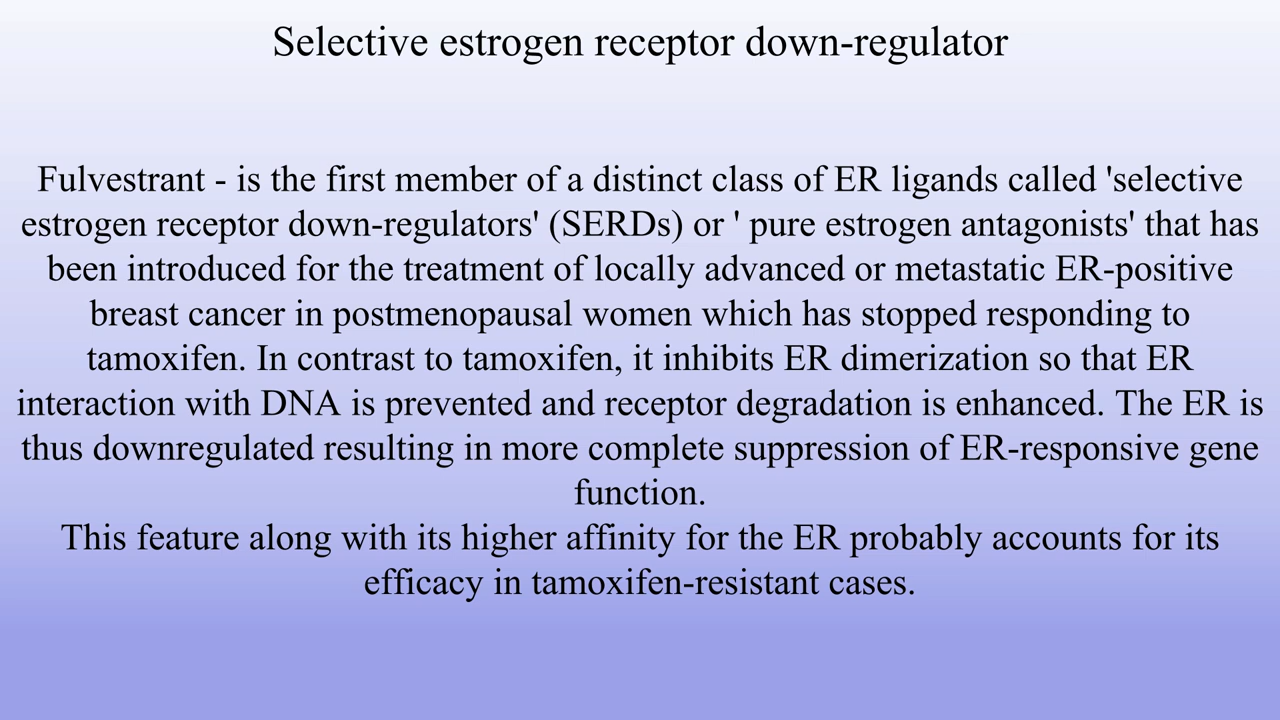 Selective estrogen receptor down-regulator
Fulvestrant - is the first member of a distinct class of ER ligands called 'selective
estrogen receptor down-regulators' (SERDs) or ' pure estrogen antagonists' that has
been introduced for the treatment of locally advanced or metastatic ER-positive
breast cancer in postmenopausal women which has stopped responding to
tamoxifen. In contrast to tamoxifen, it inhibits ER dimerization so that ER
interaction with DNA is prevented and receptor degradation is enhanced. The ER is
thus downregulated resulting in more complete suppression of ER-responsive gene
function.
This feature along with its higher affinity for the ER probably accounts for its
efficacy in tamoxifen-resistant cases.